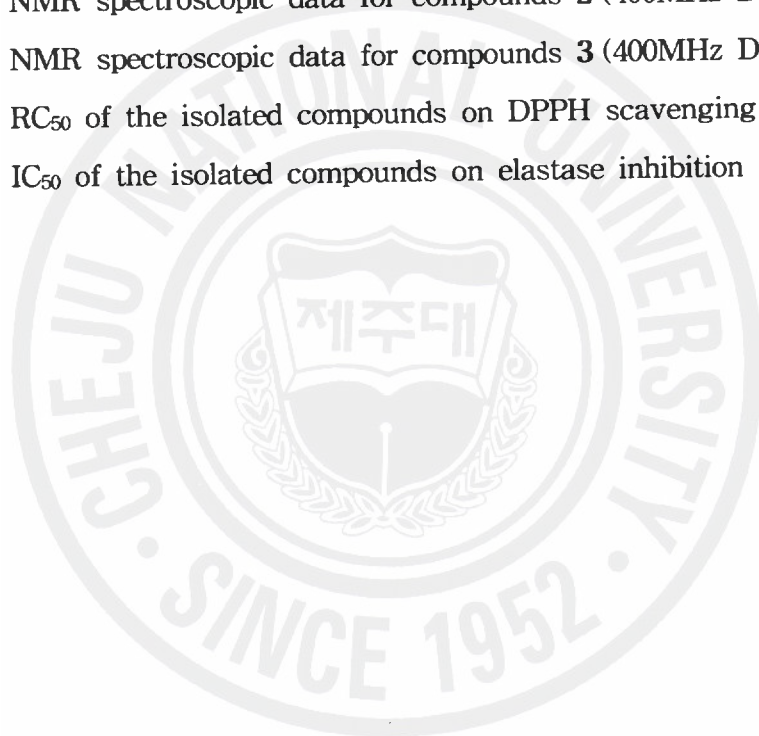 NMR spectroscopic data for compounds 2 (400MHz D
NMR spectroscopic data for compounds 3 (400MHz D
RC50 of the isolated compounds on DPPH scavenging
IC50 of the isolated compounds on elastase inhibition
CHEJU NATIONAL UNIVERSITY
제주대
SINCE 1952